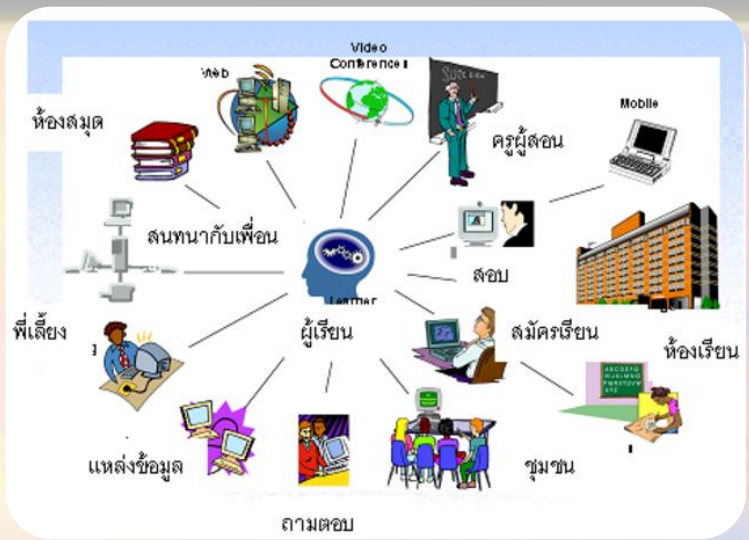 Video
Conferences
Web
Mobile
ห้องสมุด
ครูผู้สอน
สนทนากับเพื่อน
สอบ
Learner
พี่เลี้ยง
ผู้เรียน
สมัครเรียน
ห้องเรียน
แหล่งข้อมูล
ชุมชน
ถามตอบ